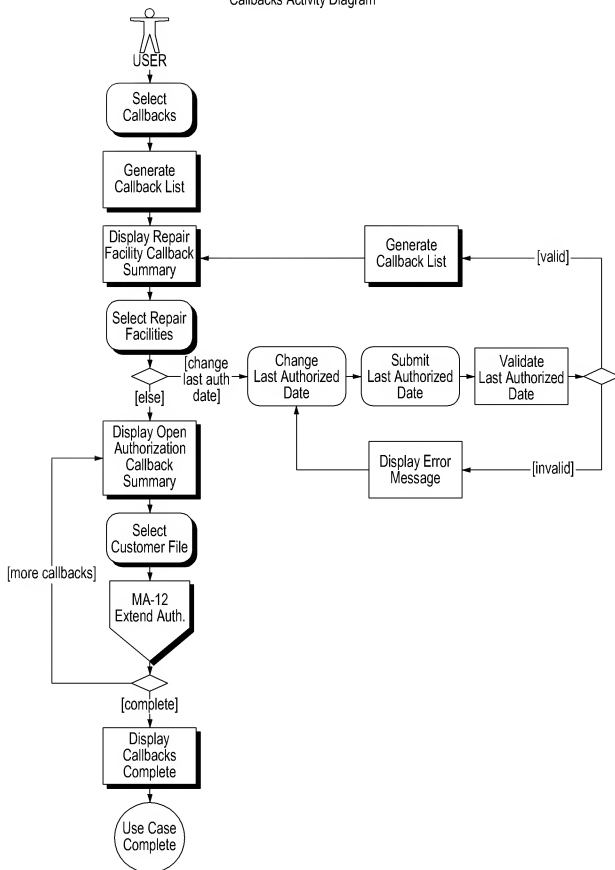 Callbacks Activity Diagram
USER
Select
Callbacks
Generate
Callback List
Display Repair
Facility Callback
Summary
Generate
Callback List
[valid]
Select Repair
Facilities
[change
last auth
date]
[else]
Change
Last Authorized
Date
Submit
Last Authorized
Date
Validate
Last Authorized
Date
Display Error
Message
[invalid]
Display Open
Authorization
Callback
Summary
Select
Customer File
[more callbacks]
MA-12
Extend Auth.
[complete]
Display
Callbacks
Complete
Use Case
Complete